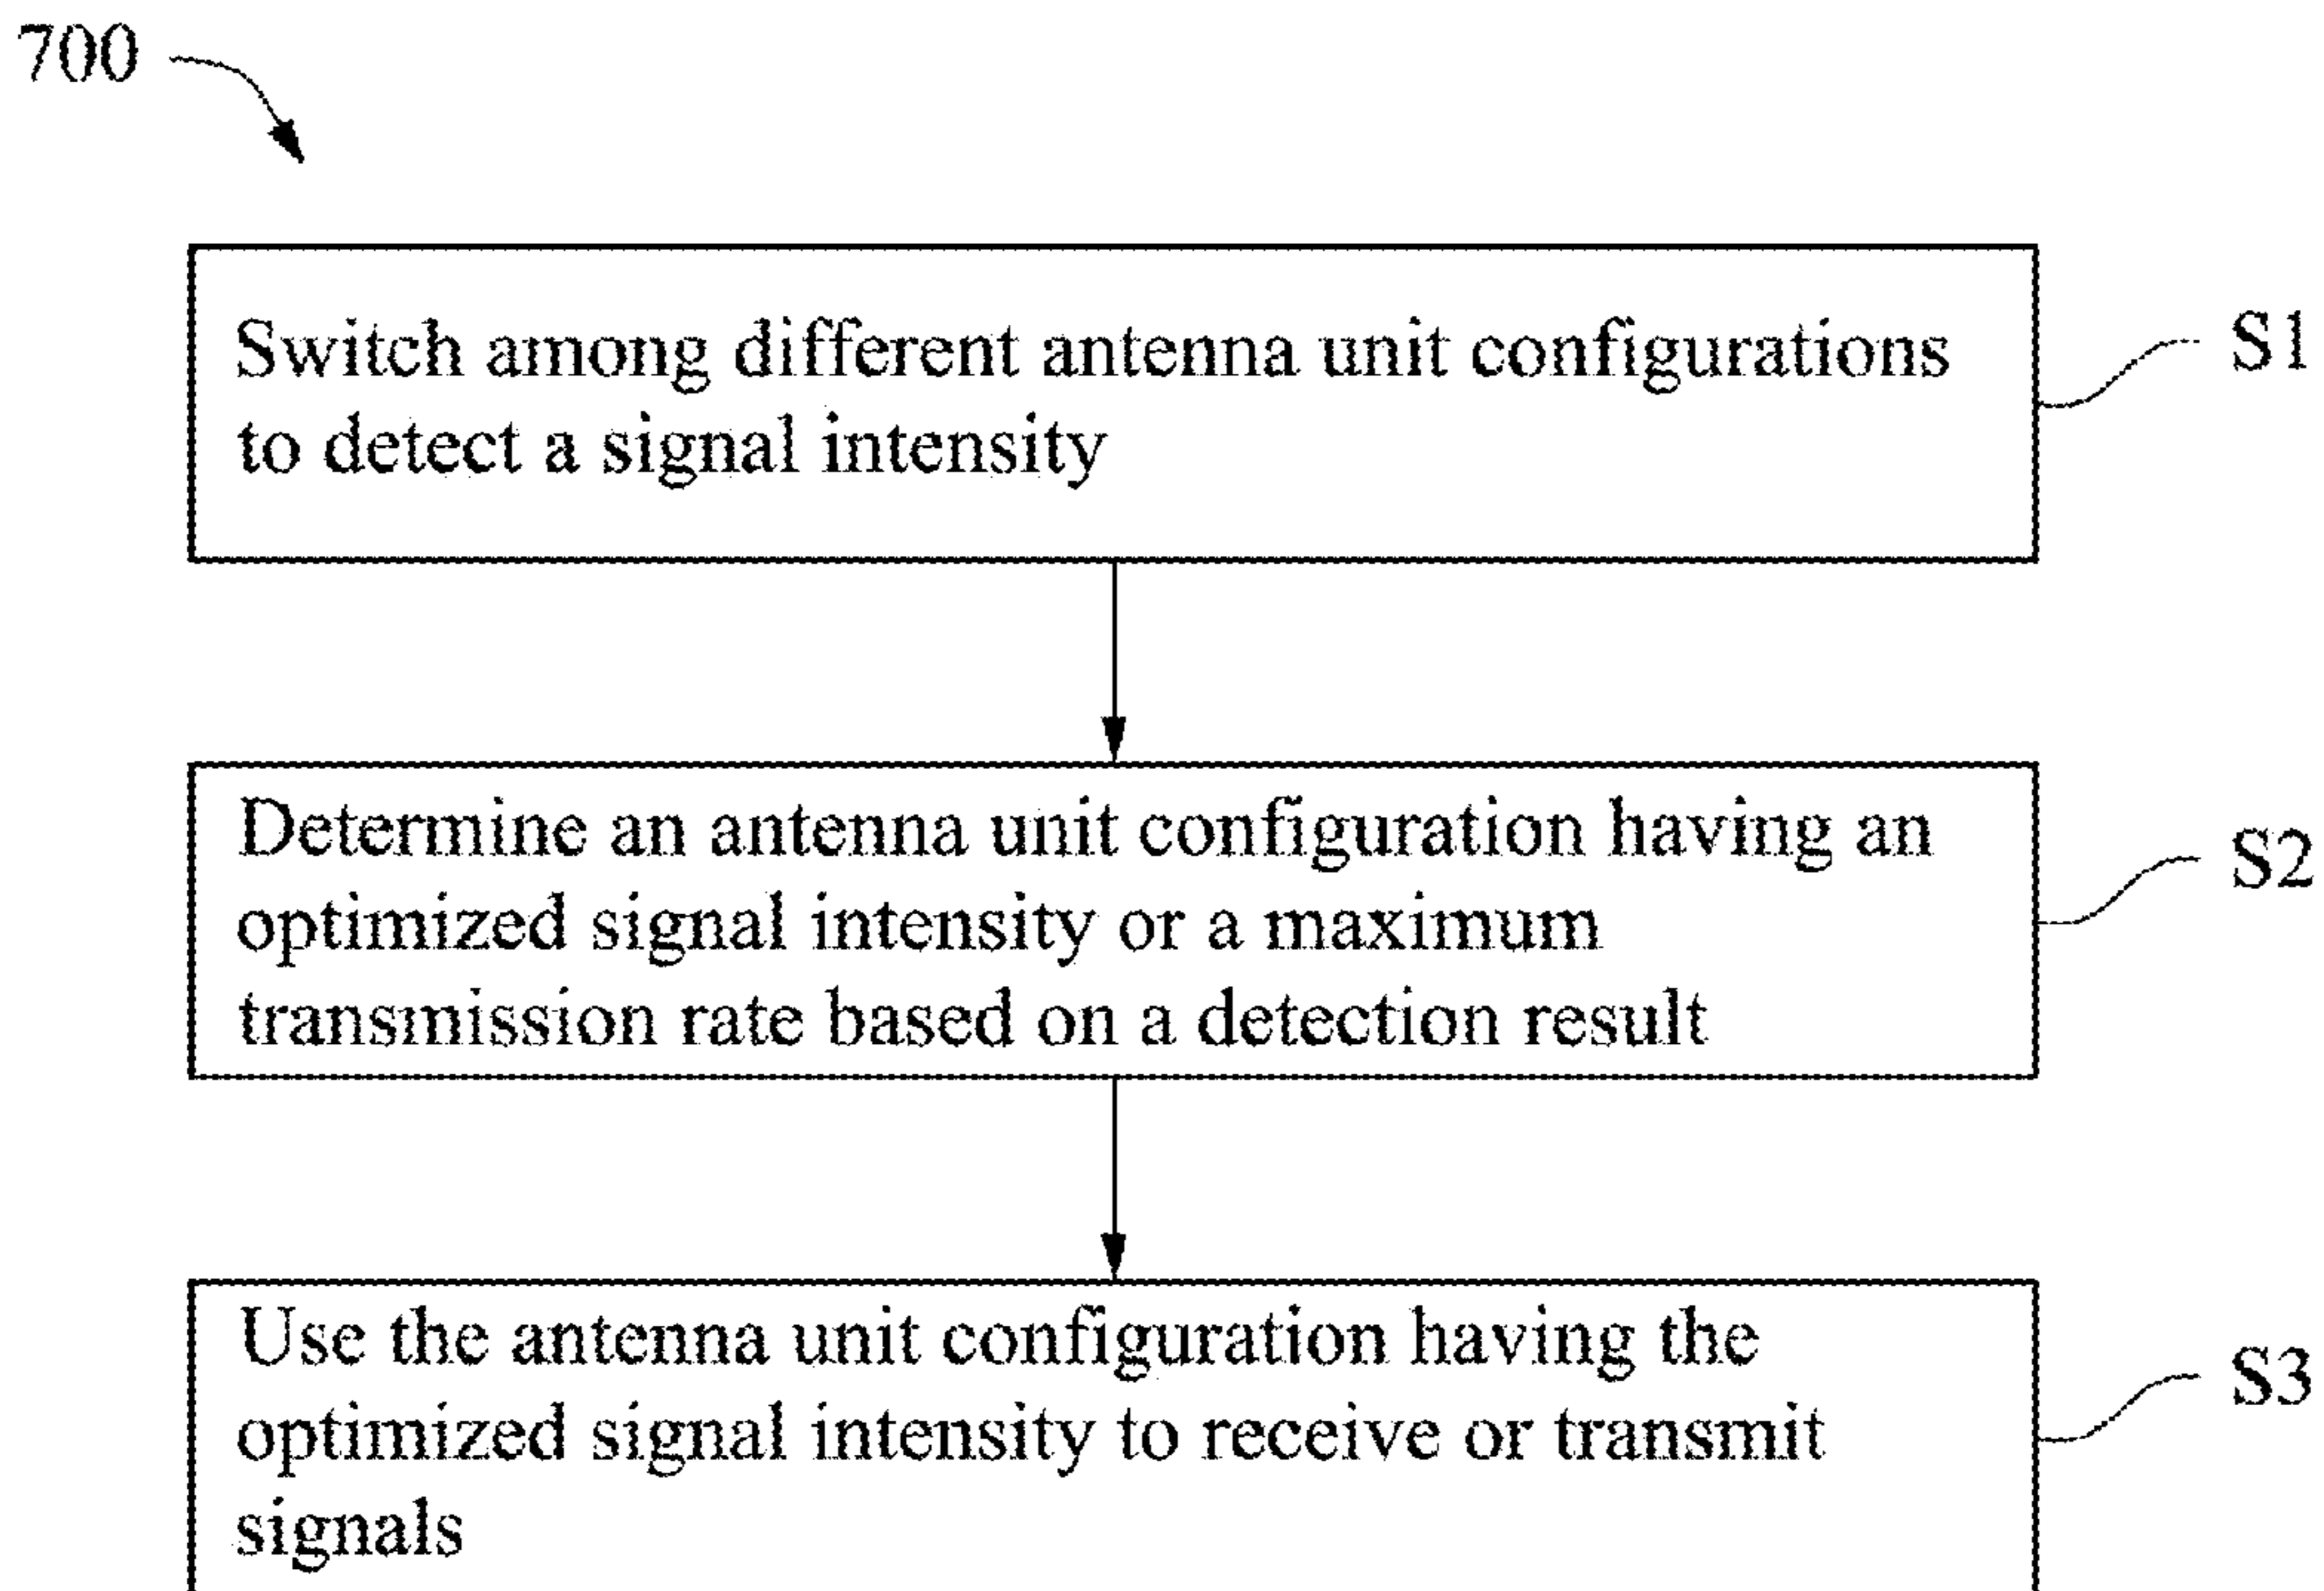 700
Switch among different antenna unit configurations
to detect a signal intensity
S1
Determine an antenna unit configuration having an
optimized signal intensity or a maximum
transmission rate based on a detection result
S2
Use the antenna unit configuration having the
optimized signal intensity to receive or transmit
signals
S3